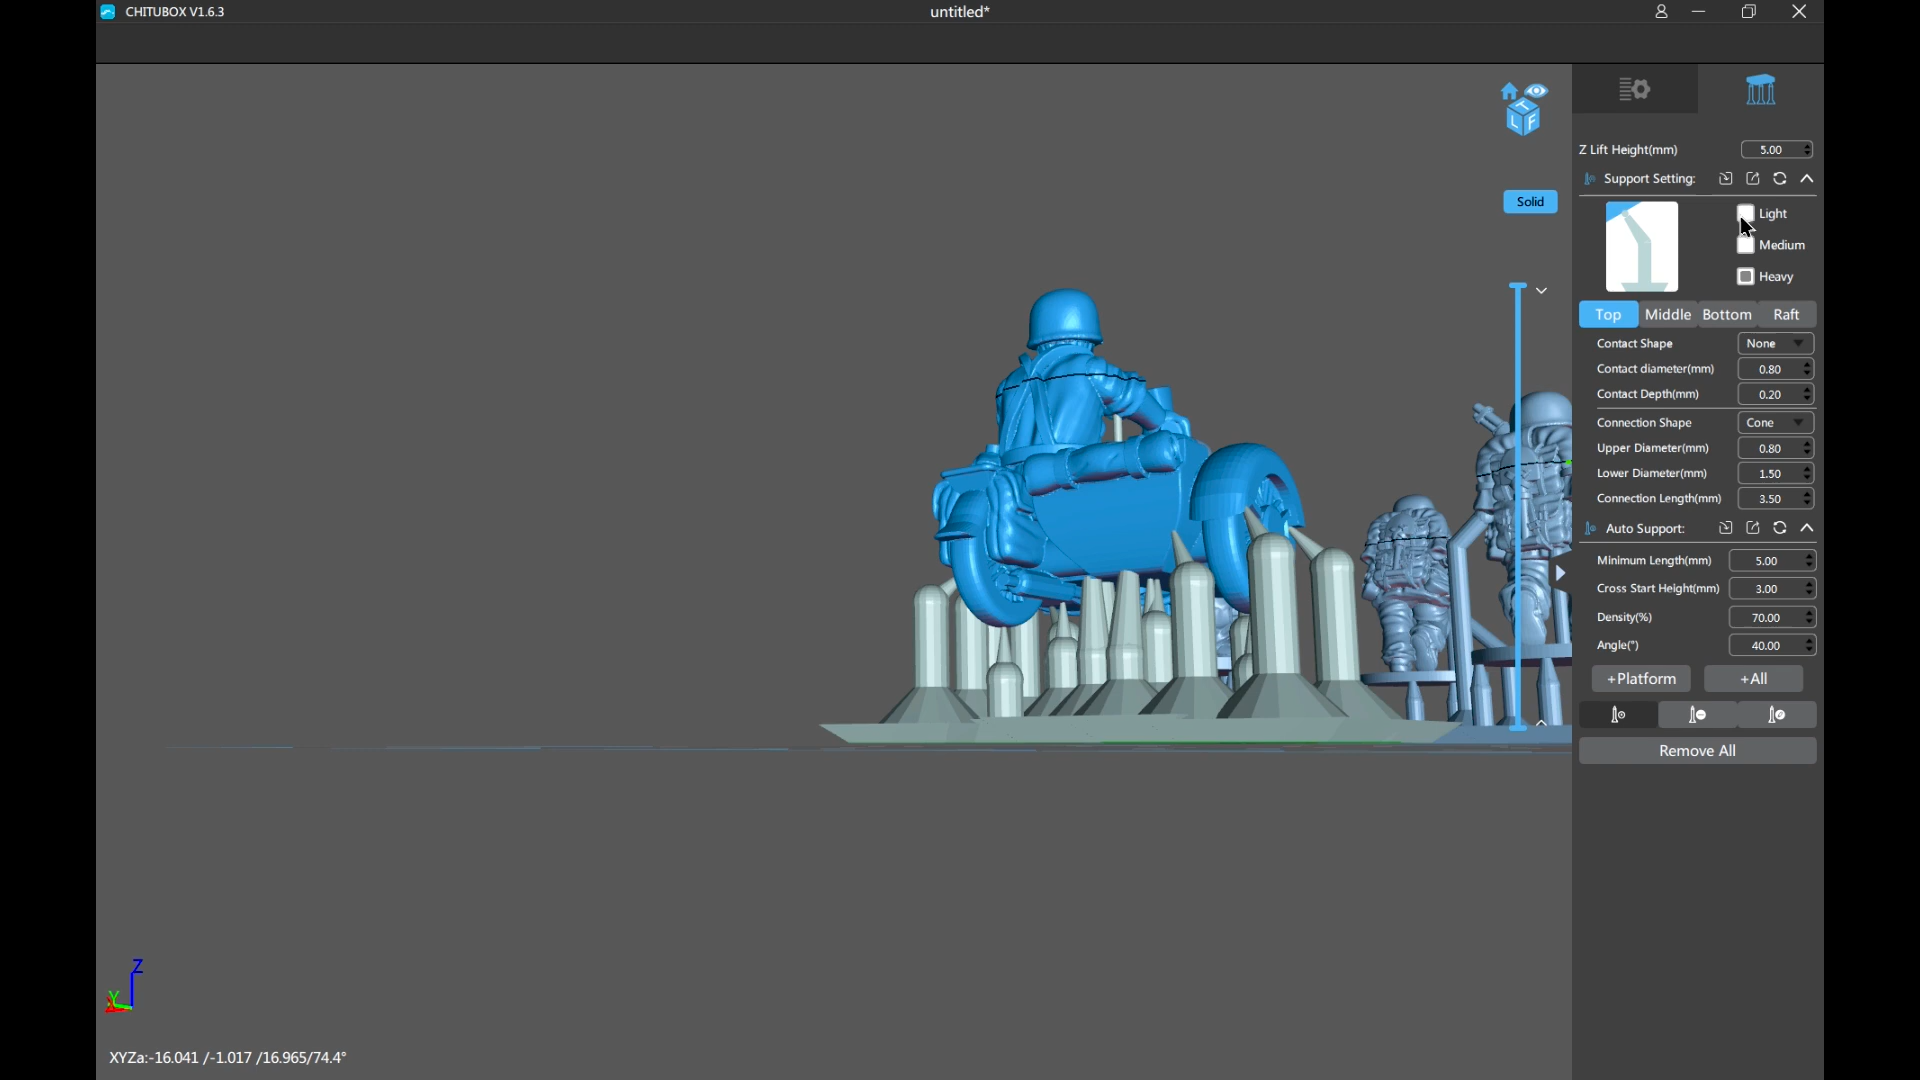 CHITUBOX V1.6.3
untitled*
Z Lift Height(mm) 5.00
Support Setting:
Light
Medium
Heavy
Top Middle Bottom Raft
Contact Shape None
Contact diameter(mm) 0.80
Contact Depth(mm) 0.20
Connection Shape Cone
Upper Diameter(mm) 0.80
Lower Diameter(mm) 1.50
Connection Length(mm) 3.50
Auto Support:
Minimum Length(mm) 5.00
Cross Start Height(mm) 3.00
Density(%) 70.00
Angle(°) 40.00
+Platform +All
Remove All
T
L F
Solid
Z
Y
XYZa:-16.041 /-1.017 /16.965/74.4°